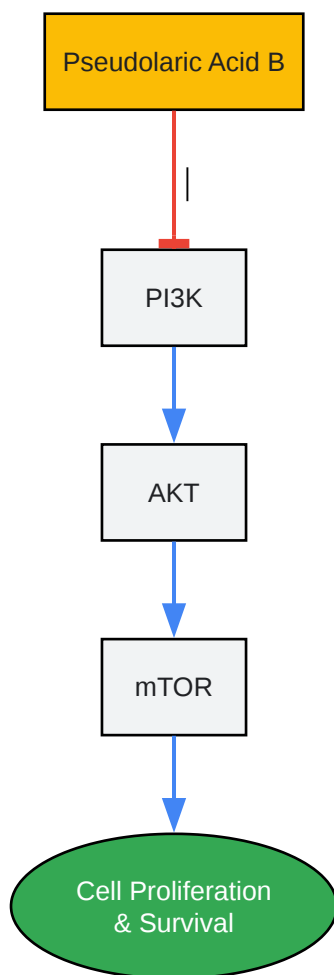 Pseudolaric Acid B
|
PI3K
AKT
mTOR
Cell Proliferation
& Survival